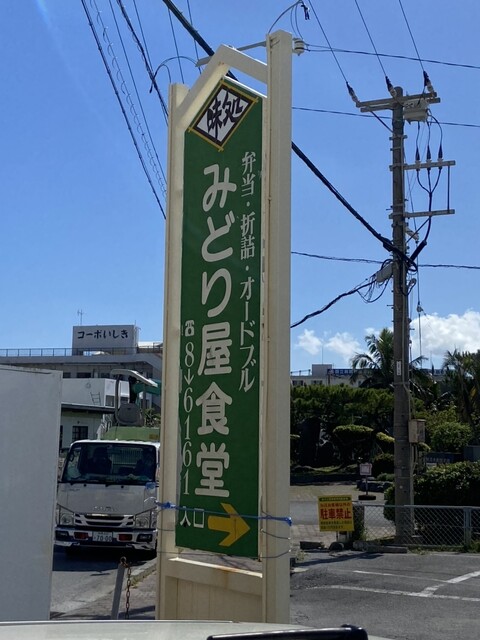 味処
弁当・折詰・オードブル
みどり屋食堂
☎8-6161
入口
コーポいしき
駐車禁止